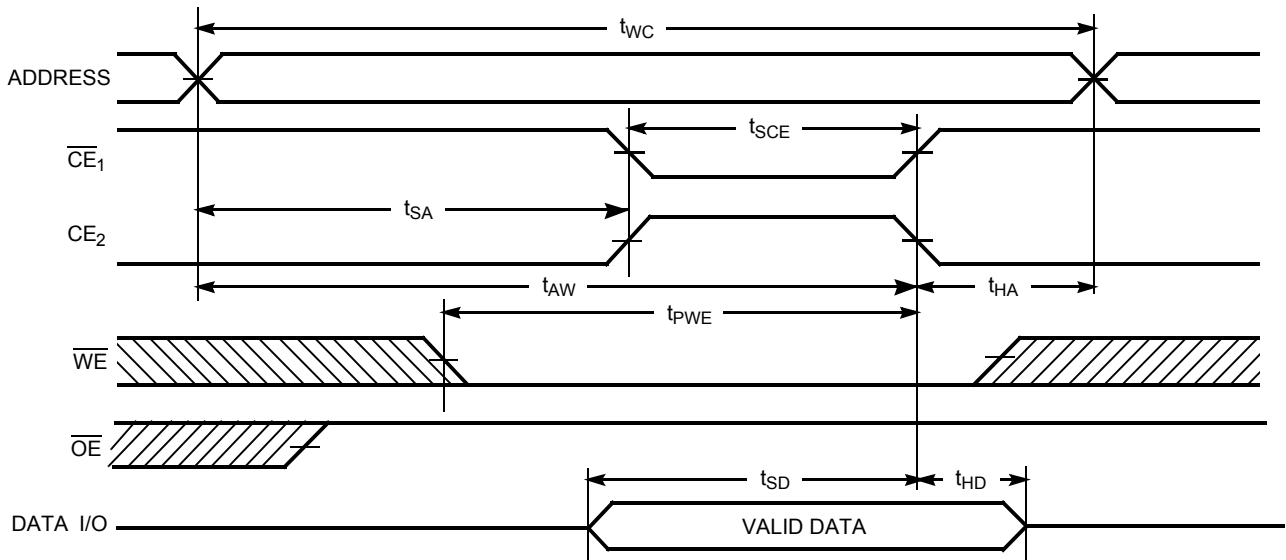 tWC
ADDRESS
tSCE
CE1
tSA
CE2
tAW
tHA
tPWE
WE
OE
tSD
tHD
DATA I/O
VALID DATA